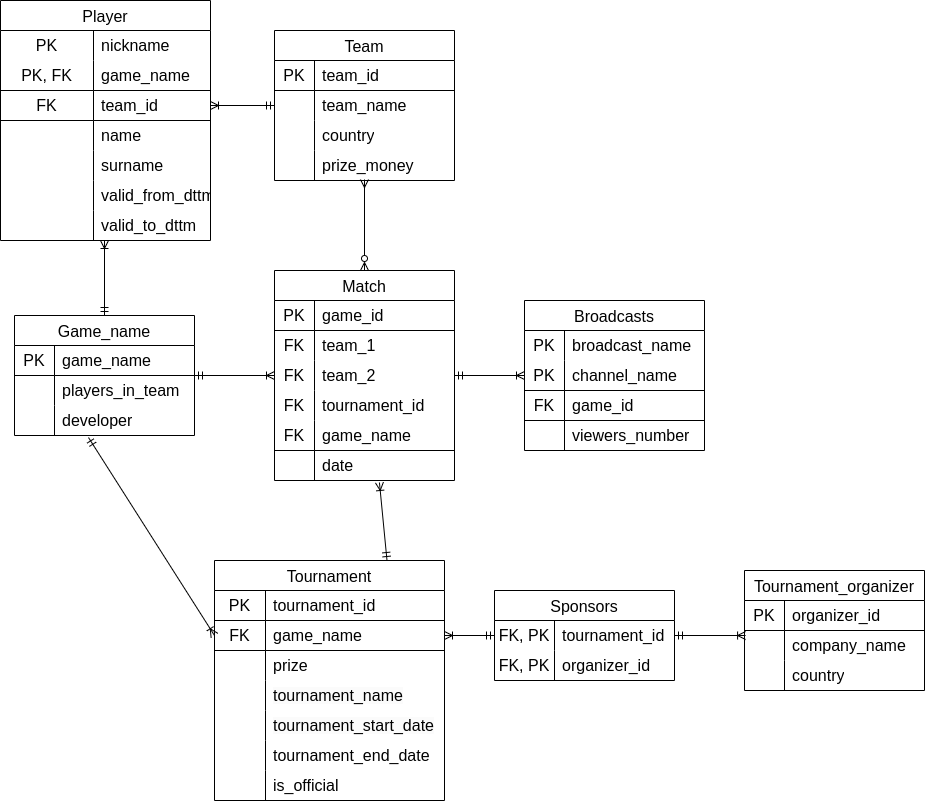 Player
PK nickname
PK, FK game_name
FK team_id
name
surname
valid_from_dttm
valid_to_dttm
Team
PK team_id
team_name
country
prize_money
Game_name
PK game_name
players_in_team
developer
Match
PK game_id
FK team_1
FK team_2
FK tournament_id
FK game_name
date
Broadcasts
PK broadcast_name
PK channel_name
FK game_id
viewers_number
Tournament
PK tournament_id
FK game_name
prize
tournament_name
tournament_start_date
tournament_end_date
is_official
Sponsors
FK, PK tournament_id
FK, PK organizer_id
Tournament_organizer
PK organizer_id
company_name
country